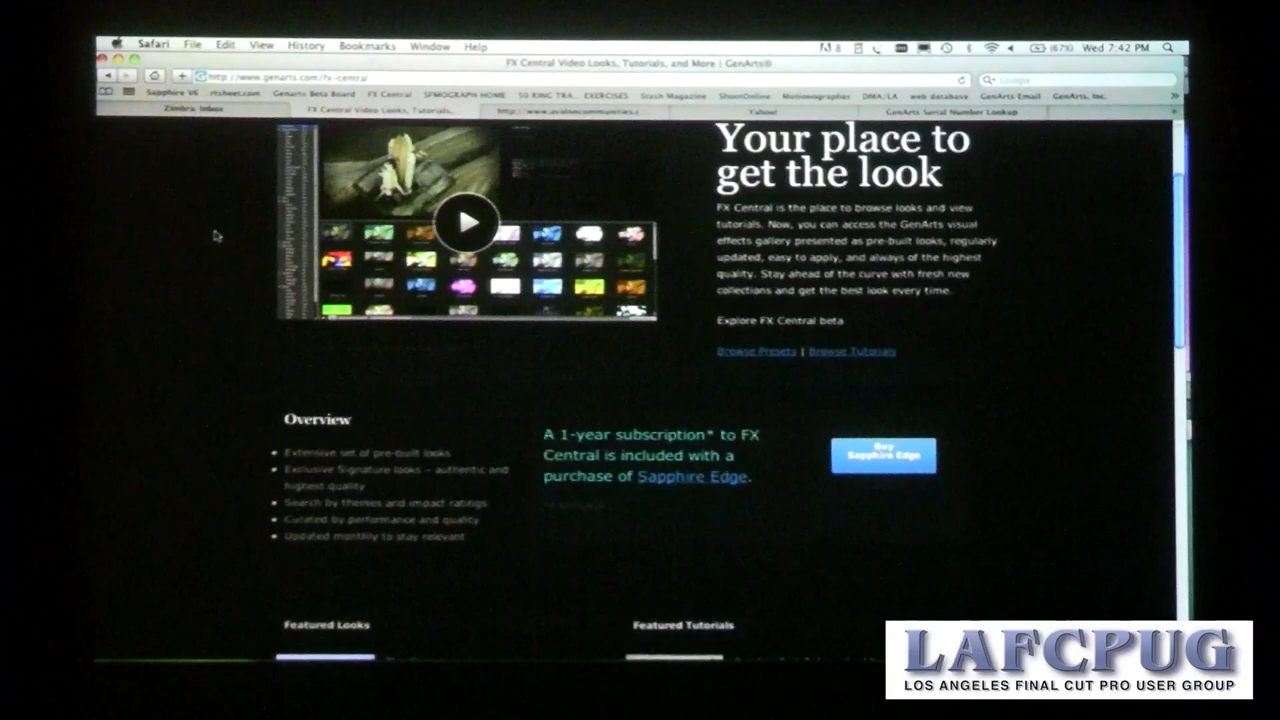 Safari File Edit View History Bookmarks Window Help
8 (67%) Wed 7:42 PM
FX Central Video Looks, Tutorials, and More | GenArts®
http://www.genarts.com/fx-central
Google
Sapphire V6 rtsheet.com Genarts Beta Board FX Central SFMOGRAPH HOME EXERCISES Stash Magazine ShootOnline Motionographer DMA/LA web database GenArts Email GenArts, Inc.
Zimbra: Inbox FX Central Video Looks, Tutorials, Yahoo! GenArts Serial Number Lookup
Your place to
get the look
FX Central is the place to browse looks and view
tutorials. Now, you can access the GenArts visual
effects gallery presented as pre-built looks, regularly
updated, easy to apply, and always of the highest
quality. Stay ahead of the curve with fresh new
collections and get the best look every time.
Explore FX Central beta
Browse Presets | Browse Tutorials
Overview
Extensive set of pre-built looks
Exclusive Signature looks – authentic and
highest quality
Search by themes and impact ratings
Curated by performance and quality
Updated monthly to stay relevant
A 1-year subscription* to FX
Central is included with a
purchase of Sapphire Edge.
Buy
Sapphire Edge
Featured Looks
Featured Tutorials
LAFCPUG
LOS ANGELES FINAL CUT PRO USER GROUP